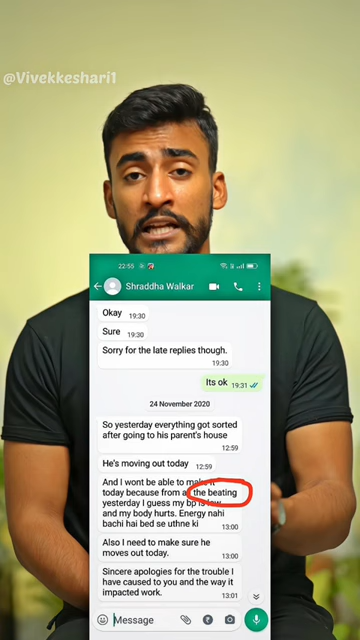 @Vivekkeshari1
22:55
Shraddha Walkar
Okay 19:30
Sure 19:30
Sorry for the late replies though.
19:30
Its ok 19:31
24 November 2020
So yesterday everything got sorted
after going to his parent's house
12:59
He's moving out today 12:59
And I wont be able to make it
today because from all the beating
yesterday I guess my bp is low
and my body hurts. Energy nahi
bachi hai bed se uthne ki 13:00
Also I need to make sure he
moves out today. 13:00
Sincere apologies for the trouble I
have caused to you and the way it
impacted work. 13:01
Message